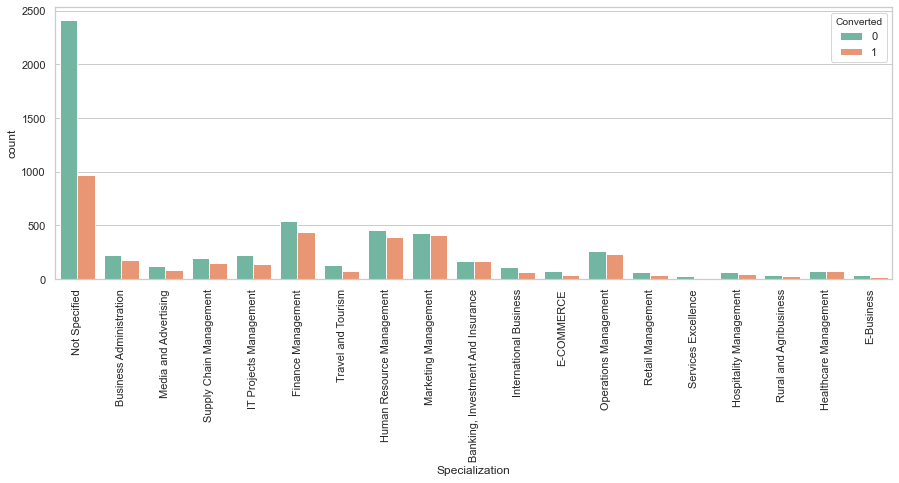 2500
2000
1500
1000
500
0
count
Converted
0
1
Not Specified
Business Administration
Media and Advertising
Supply Chain Management
IT Projects Management
Finance Management
Travel and Tourism
Human Resource Management
Marketing Management
Banking, Investment And Insurance
International Business
E-COMMERCE
Operations Management
Retail Management
Services Excellence
Hospitality Management
Rural and Agribusiness
Healthcare Management
E-Business
Specialization